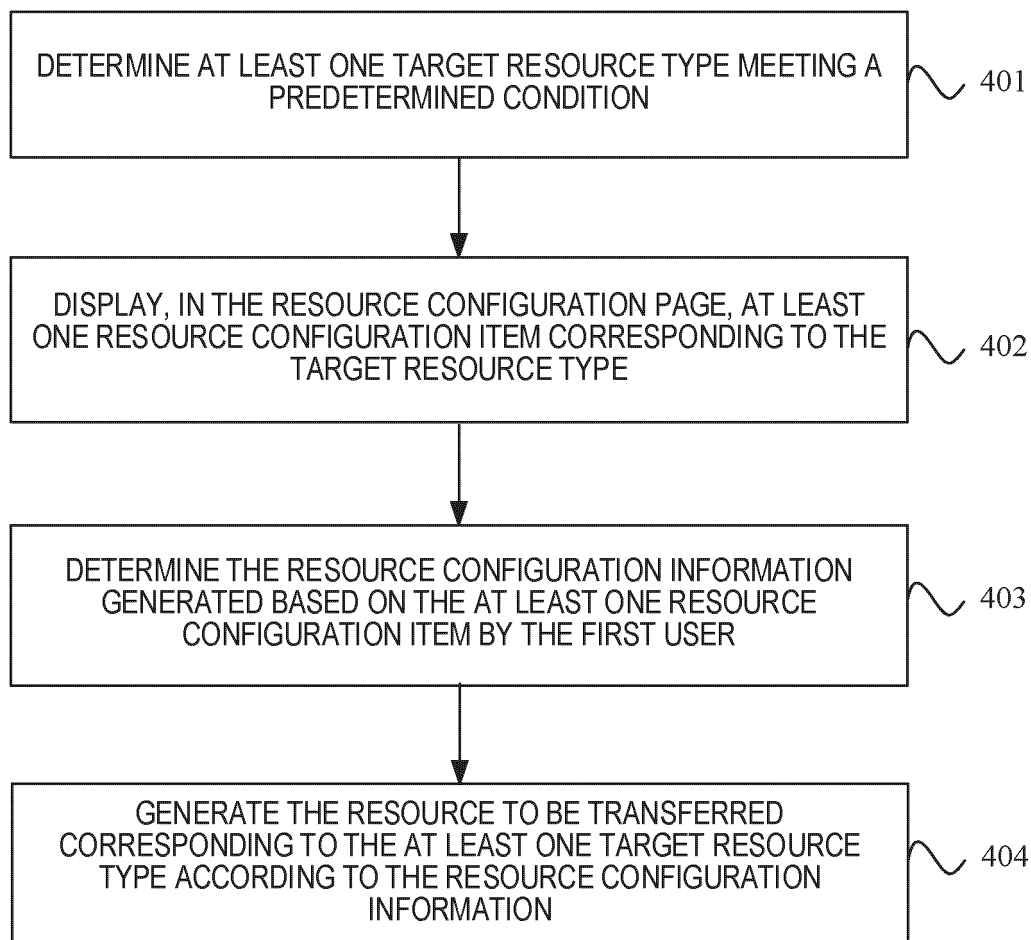 DETERMINE AT LEAST ONE TARGET RESOURCE TYPE MEETING A
PREDETERMINED CONDITION
401
DISPLAY, IN THE RESOURCE CONFIGURATION PAGE, AT LEAST
ONE RESOURCE CONFIGURATION ITEM CORRESPONDING TO THE
TARGET RESOURCE TYPE
402
DETERMINE THE RESOURCE CONFIGURATION INFORMATION
GENERATED BASED ON THE AT LEAST ONE RESOURCE
CONFIGURATION ITEM BY THE FIRST USER
403
GENERATE THE RESOURCE TO BE TRANSFERRED
CORRESPONDING TO THE AT LEAST ONE TARGET RESOURCE
TYPE ACCORDING TO THE RESOURCE CONFIGURATION
INFORMATION
404